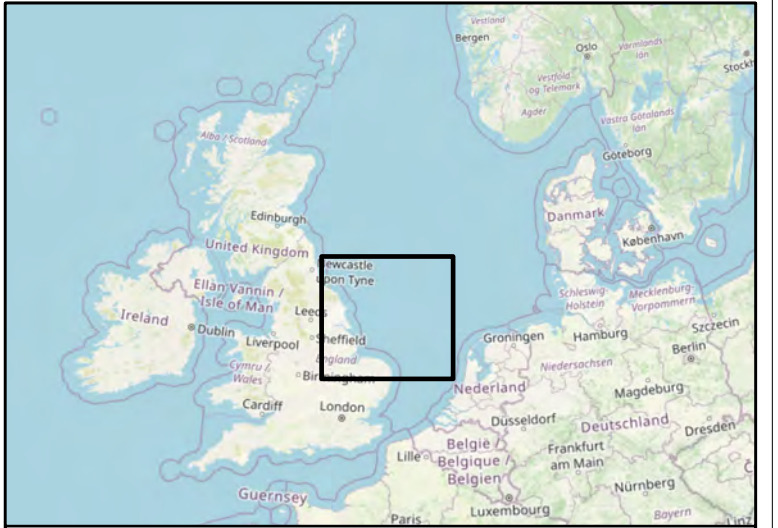 Vestland
Bergen
Oslo
Värmlands
län
Stockh
Vestfold
og Telemark
Agder
Västra Götalands
län
Göteborg
Alba / Scotland
Danmark
København
Edinburgh
United Kingdom
Newcastle
upon Tyne
Ellan Vannin /
Isle of Man
Schleswig-
Holstein
Mecklenburg-
Vorpommern
Ireland
Dublin
Leeds
Liverpool
Sheffield
Groningen
Hamburg
Szczecin
England
Berlin
Cymru /
Wales
Birmingham
Nederland
Niedersachsen
Magdeburg
Cardiff
London
Düsseldorf
Deutschland
Dresden
België /
Belgique /
Belgien
Lille
Frankfurt
am Main
Nürnberg
Guernsey
Luxembourg
Paris
Bayern
Linz